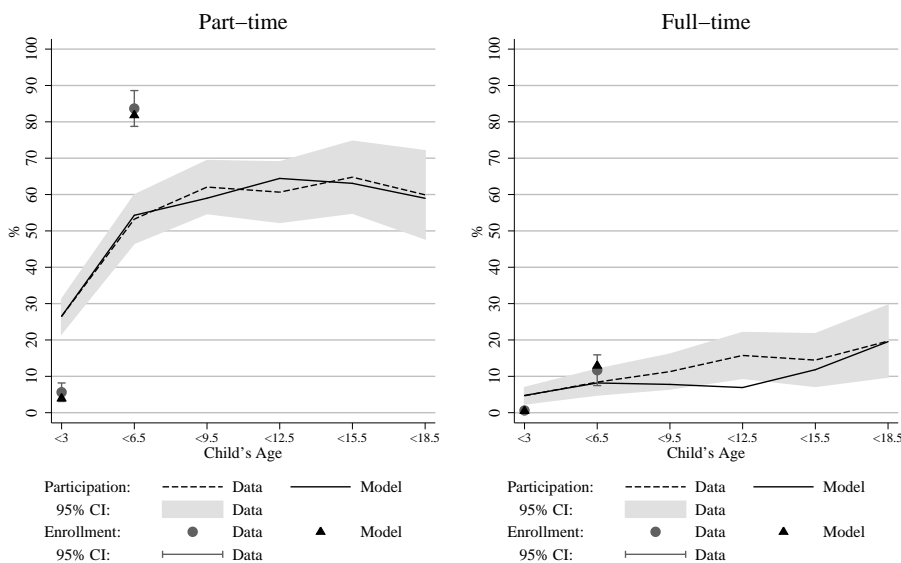 Part–time
100
90
80
70
60
50
40
30
20
10
0
%
<3 <6.5 <9.5 <12.5 <15.5 <18.5
Child's Age
Participation: Data Model
95% CI: Data
Enrollment: Data Model
95% CI: Data
Full–time
100
90
80
70
60
50
40
30
20
10
0
%
<3 <6.5 <9.5 <12.5 <15.5 <18.5
Child's Age
Participation: Data Model
95% CI: Data
Enrollment: Data Model
95% CI: Data